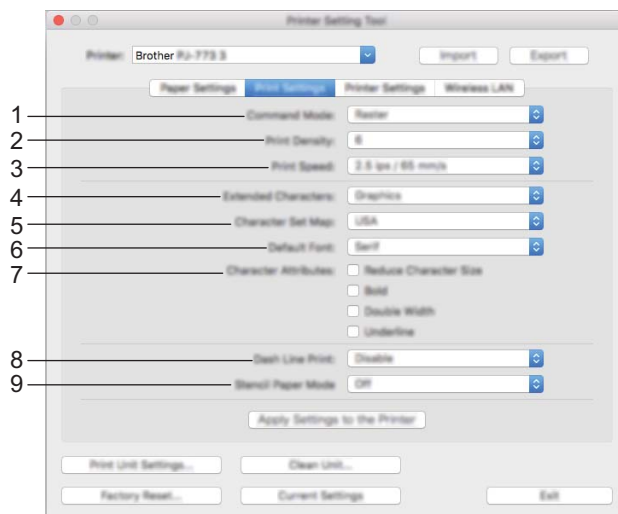 Printer Setting Tool
Printer: Brother PJ-773 3 Import Export
Paper Settings Print Settings Printer Settings Wireless LAN
1 Command Mode: Raster
2 Print Density: 6
3 Print Speed: 2.5 ips / 65 mm/s
4 Extended Characters: Graphics
5 Character Set Map: USA
6 Default Font: Serif
7 Character Attributes: Reduce Character Size
Bold
Double Width
Underline
8 Dash Line Print: Disable
9 Stencil Paper Mode Off
Apply Settings to the Printer
Print Unit Settings... Clean Unit...
Factory Reset... Current Settings Exit